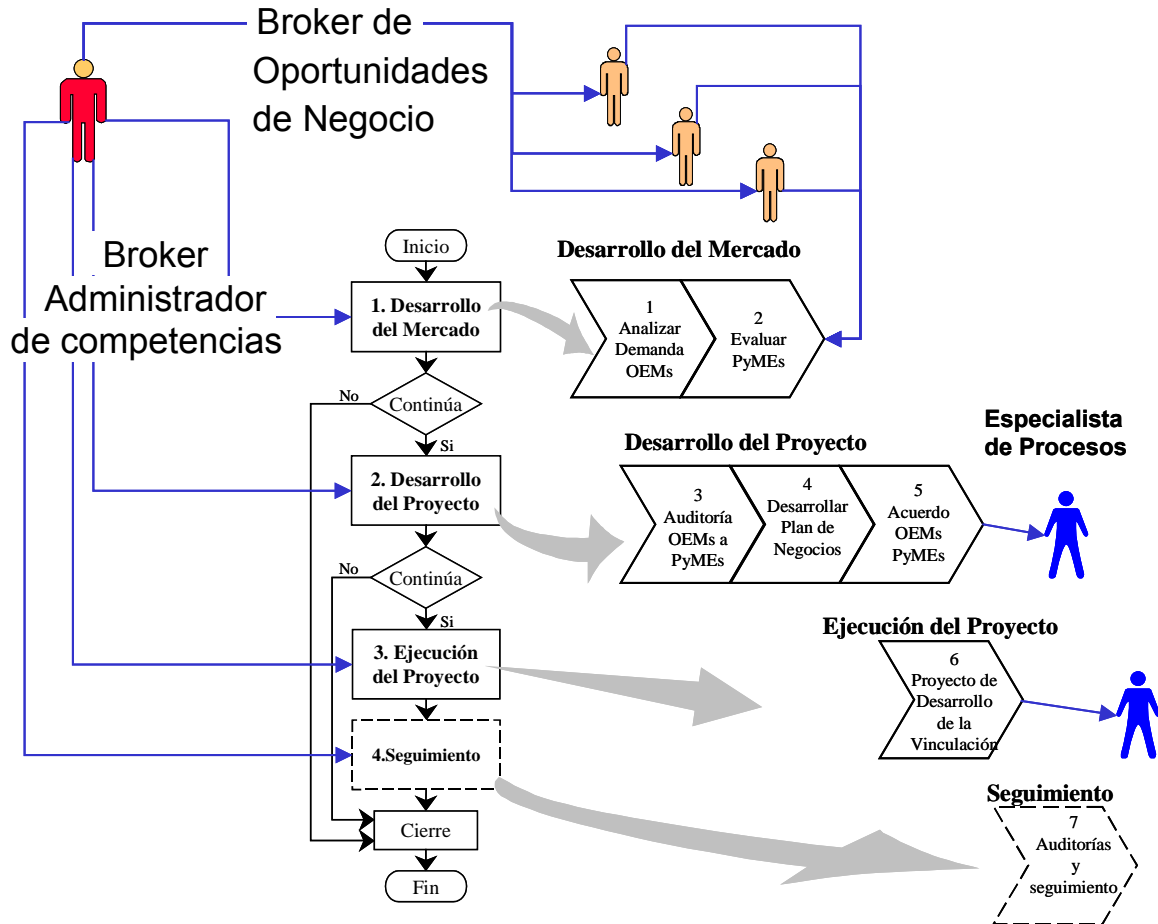 Broker de
Oportunidades
de Negocio
Broker
Administrador
de competencias
Inicio
1. Desarrollo
del Mercado
No
Continúa
Si
2. Desarrollo
del Proyecto
No
Continúa
Si
3. Ejecución
del Proyecto
4.Seguimiento
Cierre
Fin
Desarrollo del Mercado
1
Analizar
Demanda
OEMs
2
Evaluar
PyMEs
Desarrollo del Proyecto
3
Auditoría
OEMs a
PyMEs
4
Desarrollar
Plan de
Negocios
5
Acuerdo
OEMs
PyMEs
Especialista
de Procesos
Ejecución del Proyecto
6
Proyecto de
Desarrollo
de la
Vinculación
Seguimiento
7
Auditorías
y
seguimiento